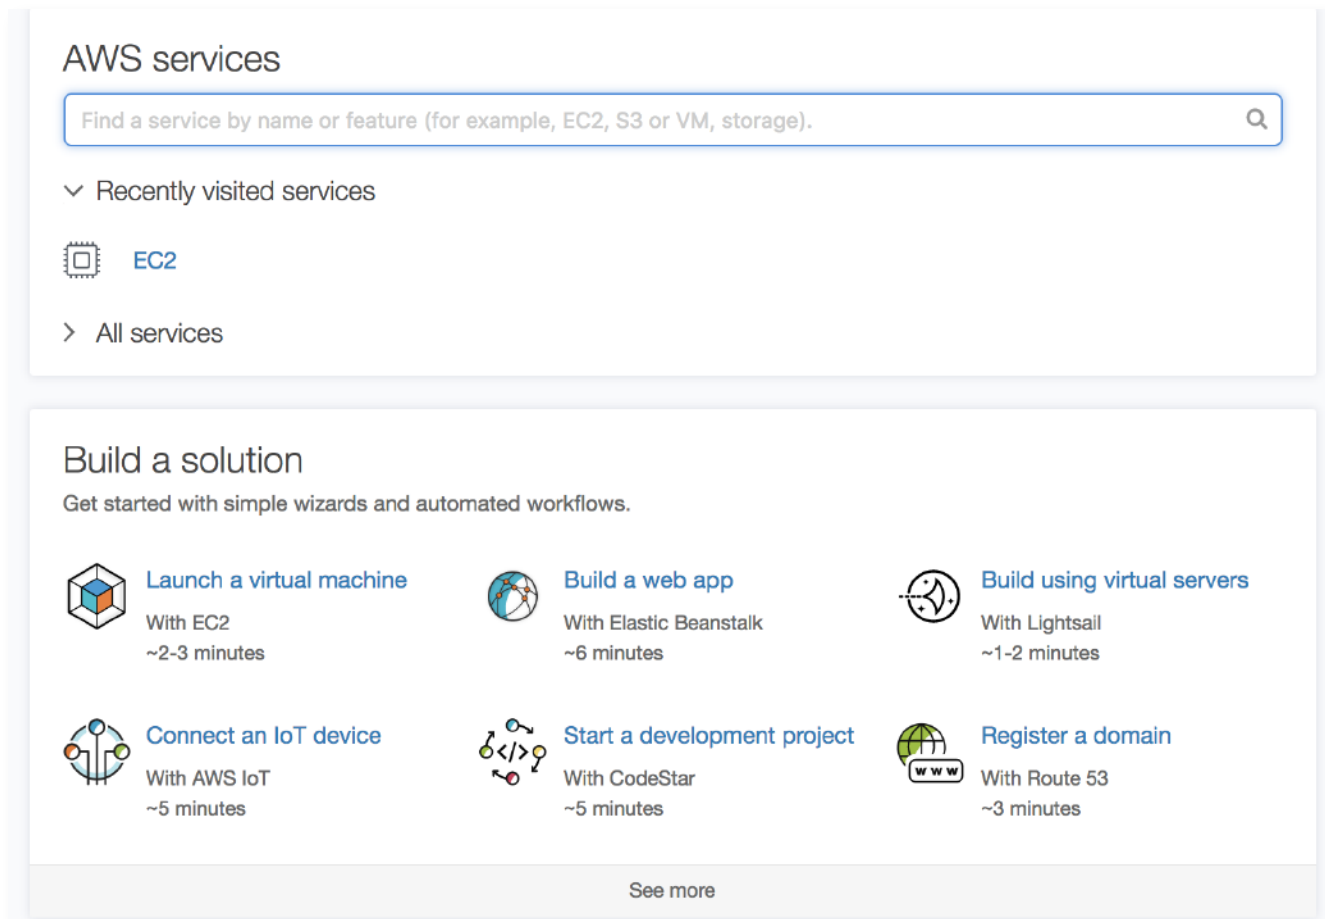 AWS services
Find a service by name or feature (for example, EC2, S3 or VM, storage).
Recently visited services
EC2
All services
Build a solution
Get started with simple wizards and automated workflows.
Launch a virtual machine
With EC2
~2-3 minutes
Build a web app
With Elastic Beanstalk
~6 minutes
Build using virtual servers
With Lightsail
~1-2 minutes
Connect an IoT device
With AWS IoT
~5 minutes
</>
Start a development project
With CodeStar
~5 minutes
www
Register a domain
With Route 53
~3 minutes
See more